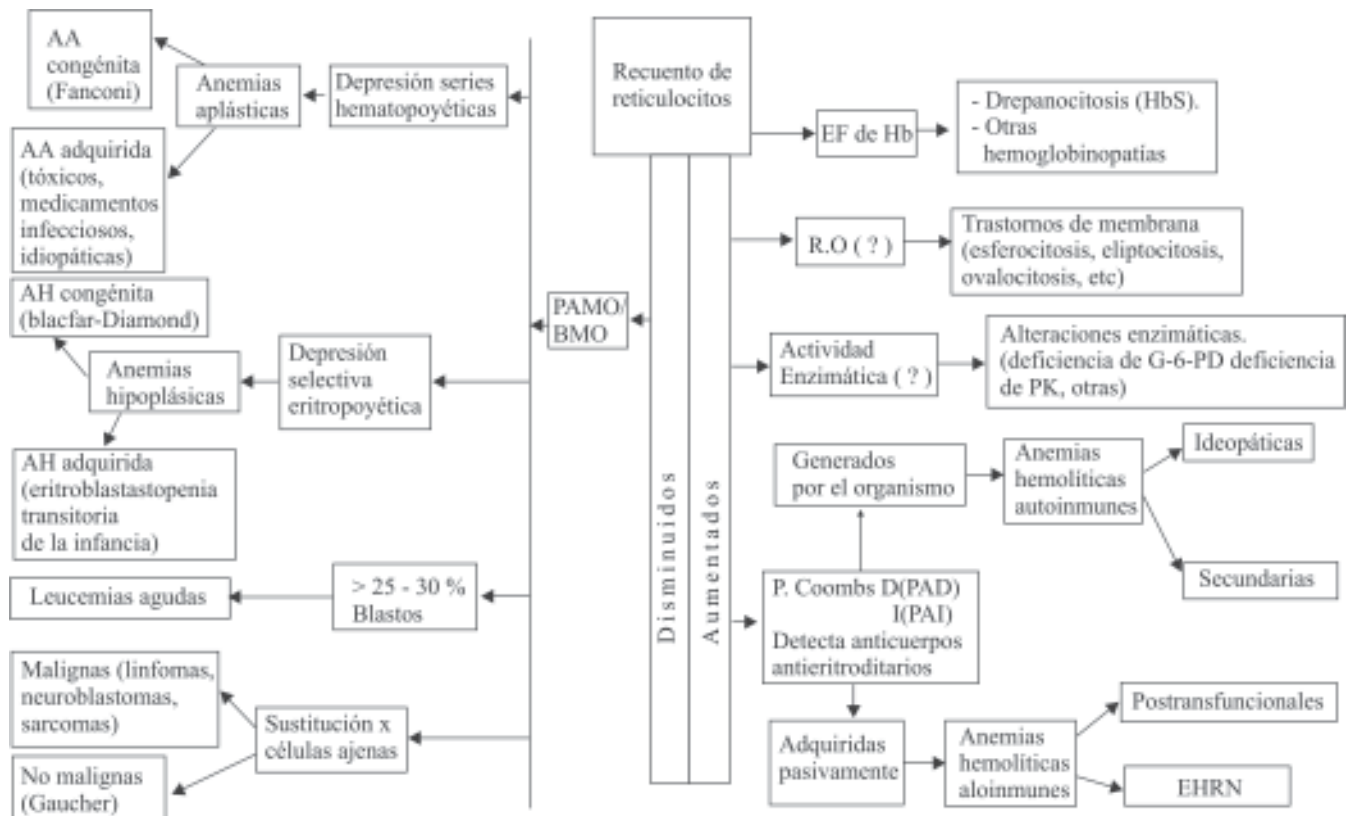 Recuento de
reticulocitos
Disminuidos
Aumentados
PAMO/
BMO
Depresión series
hematopoyéticas
Anemias
aplásticas
AA
congénita
(Fanconi)
AA adquirida
(tóxicos,
medicamentos
infecciosos,
idiopáticas)
Depresión
selectiva
eritropoyética
Anemias
hipoplásicas
AH congénita
(blacfar-Diamond)
AH adquirida
(eritroblastastopenia
transitoria
de la infancia)
> 25 - 30 %
Blastos
Leucemias agudas
Sustitución x
células ajenas
Malignas (linfomas,
neuroblastomas,
sarcomas)
No malignas
(Gaucher)
EF de Hb
- Drepanocitosis (HbS).
- Otras
hemoglobinopatías
R.O ( ? )
Trastornos de membrana
(esferocitosis, eliptocitosis,
ovalocitosis, etc)
Actividad
Enzimática ( ? )
Alteraciones enzimáticas.
(deficiencia de G-6-PD deficiencia
de PK, otras)
P. Coombs D(PAD)
I(PAI)
Detecta anticuerpos
antieritroditarios
Generados
por el organismo
Anemias
hemolíticas
autoinmunes
Ideopáticas
Secundarias
Adquiridas
pasivamente
Anemias
hemolíticas
aloinmunes
Postransfuncionales
EHRN